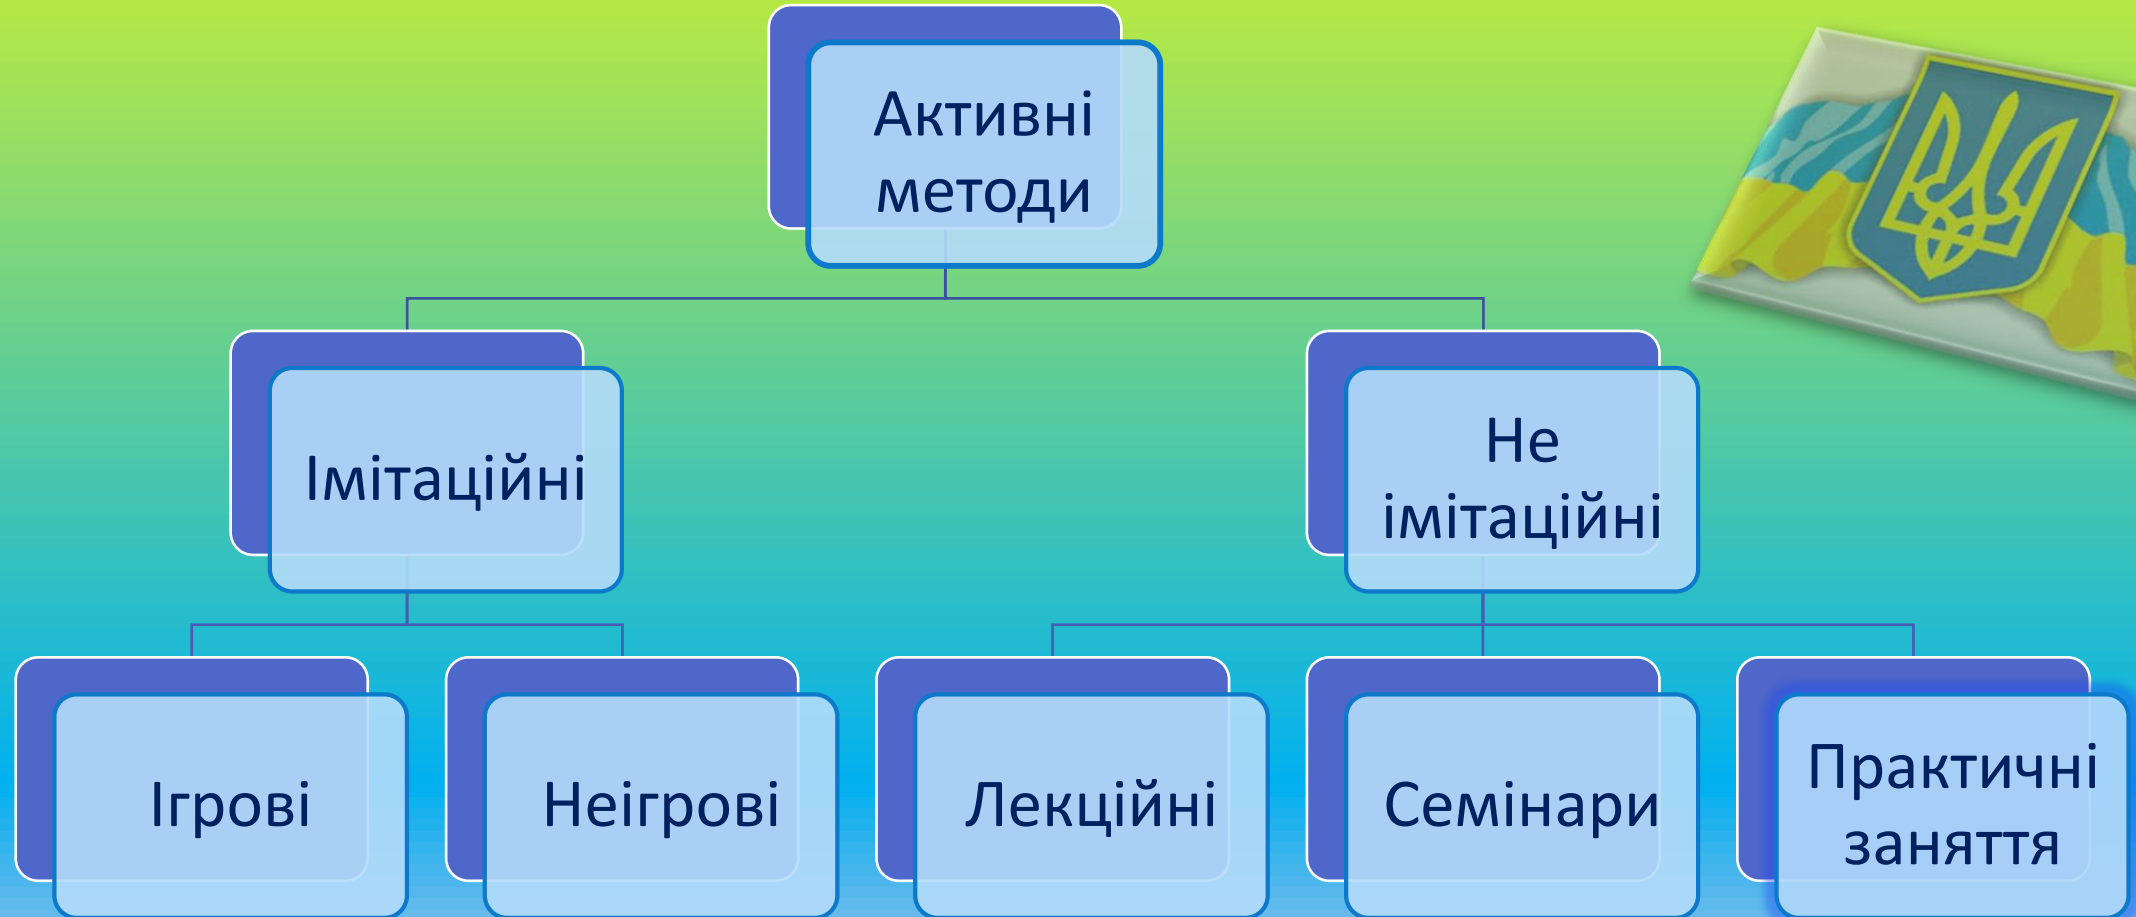 Активні
методи
Імітаційні
Не
імітаційні
Ігрові
Неігрові
Лекційні
Семінари
Практичні
заняття